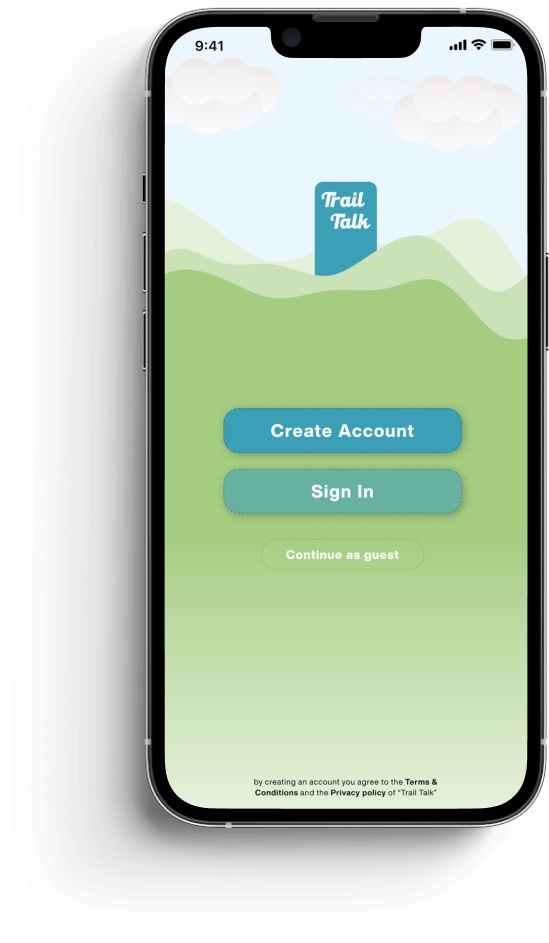 9:41
Trail
Talk
Create Account
Sign In
Continue as guest
by creating an account you agree to the Terms &
Conditions and the Privacy policy of "Trail Talk"